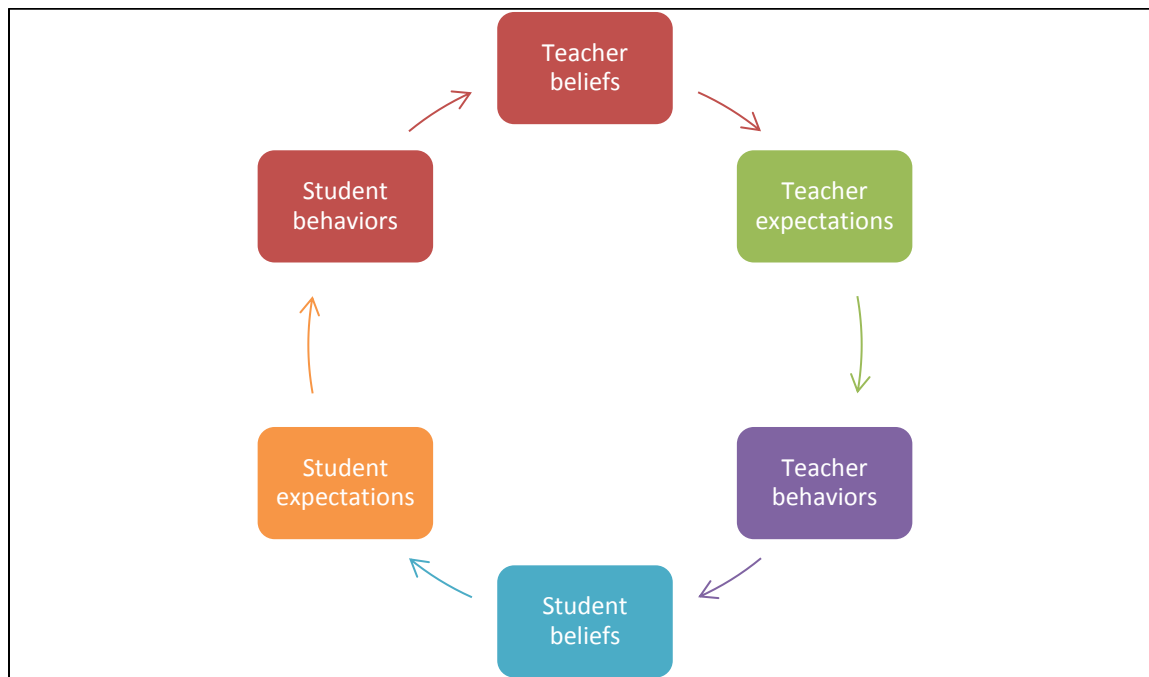 Teacher
beliefs
Teacher
expectations
Teacher
behaviors
Student
beliefs
Student
expectations
Student
behaviors